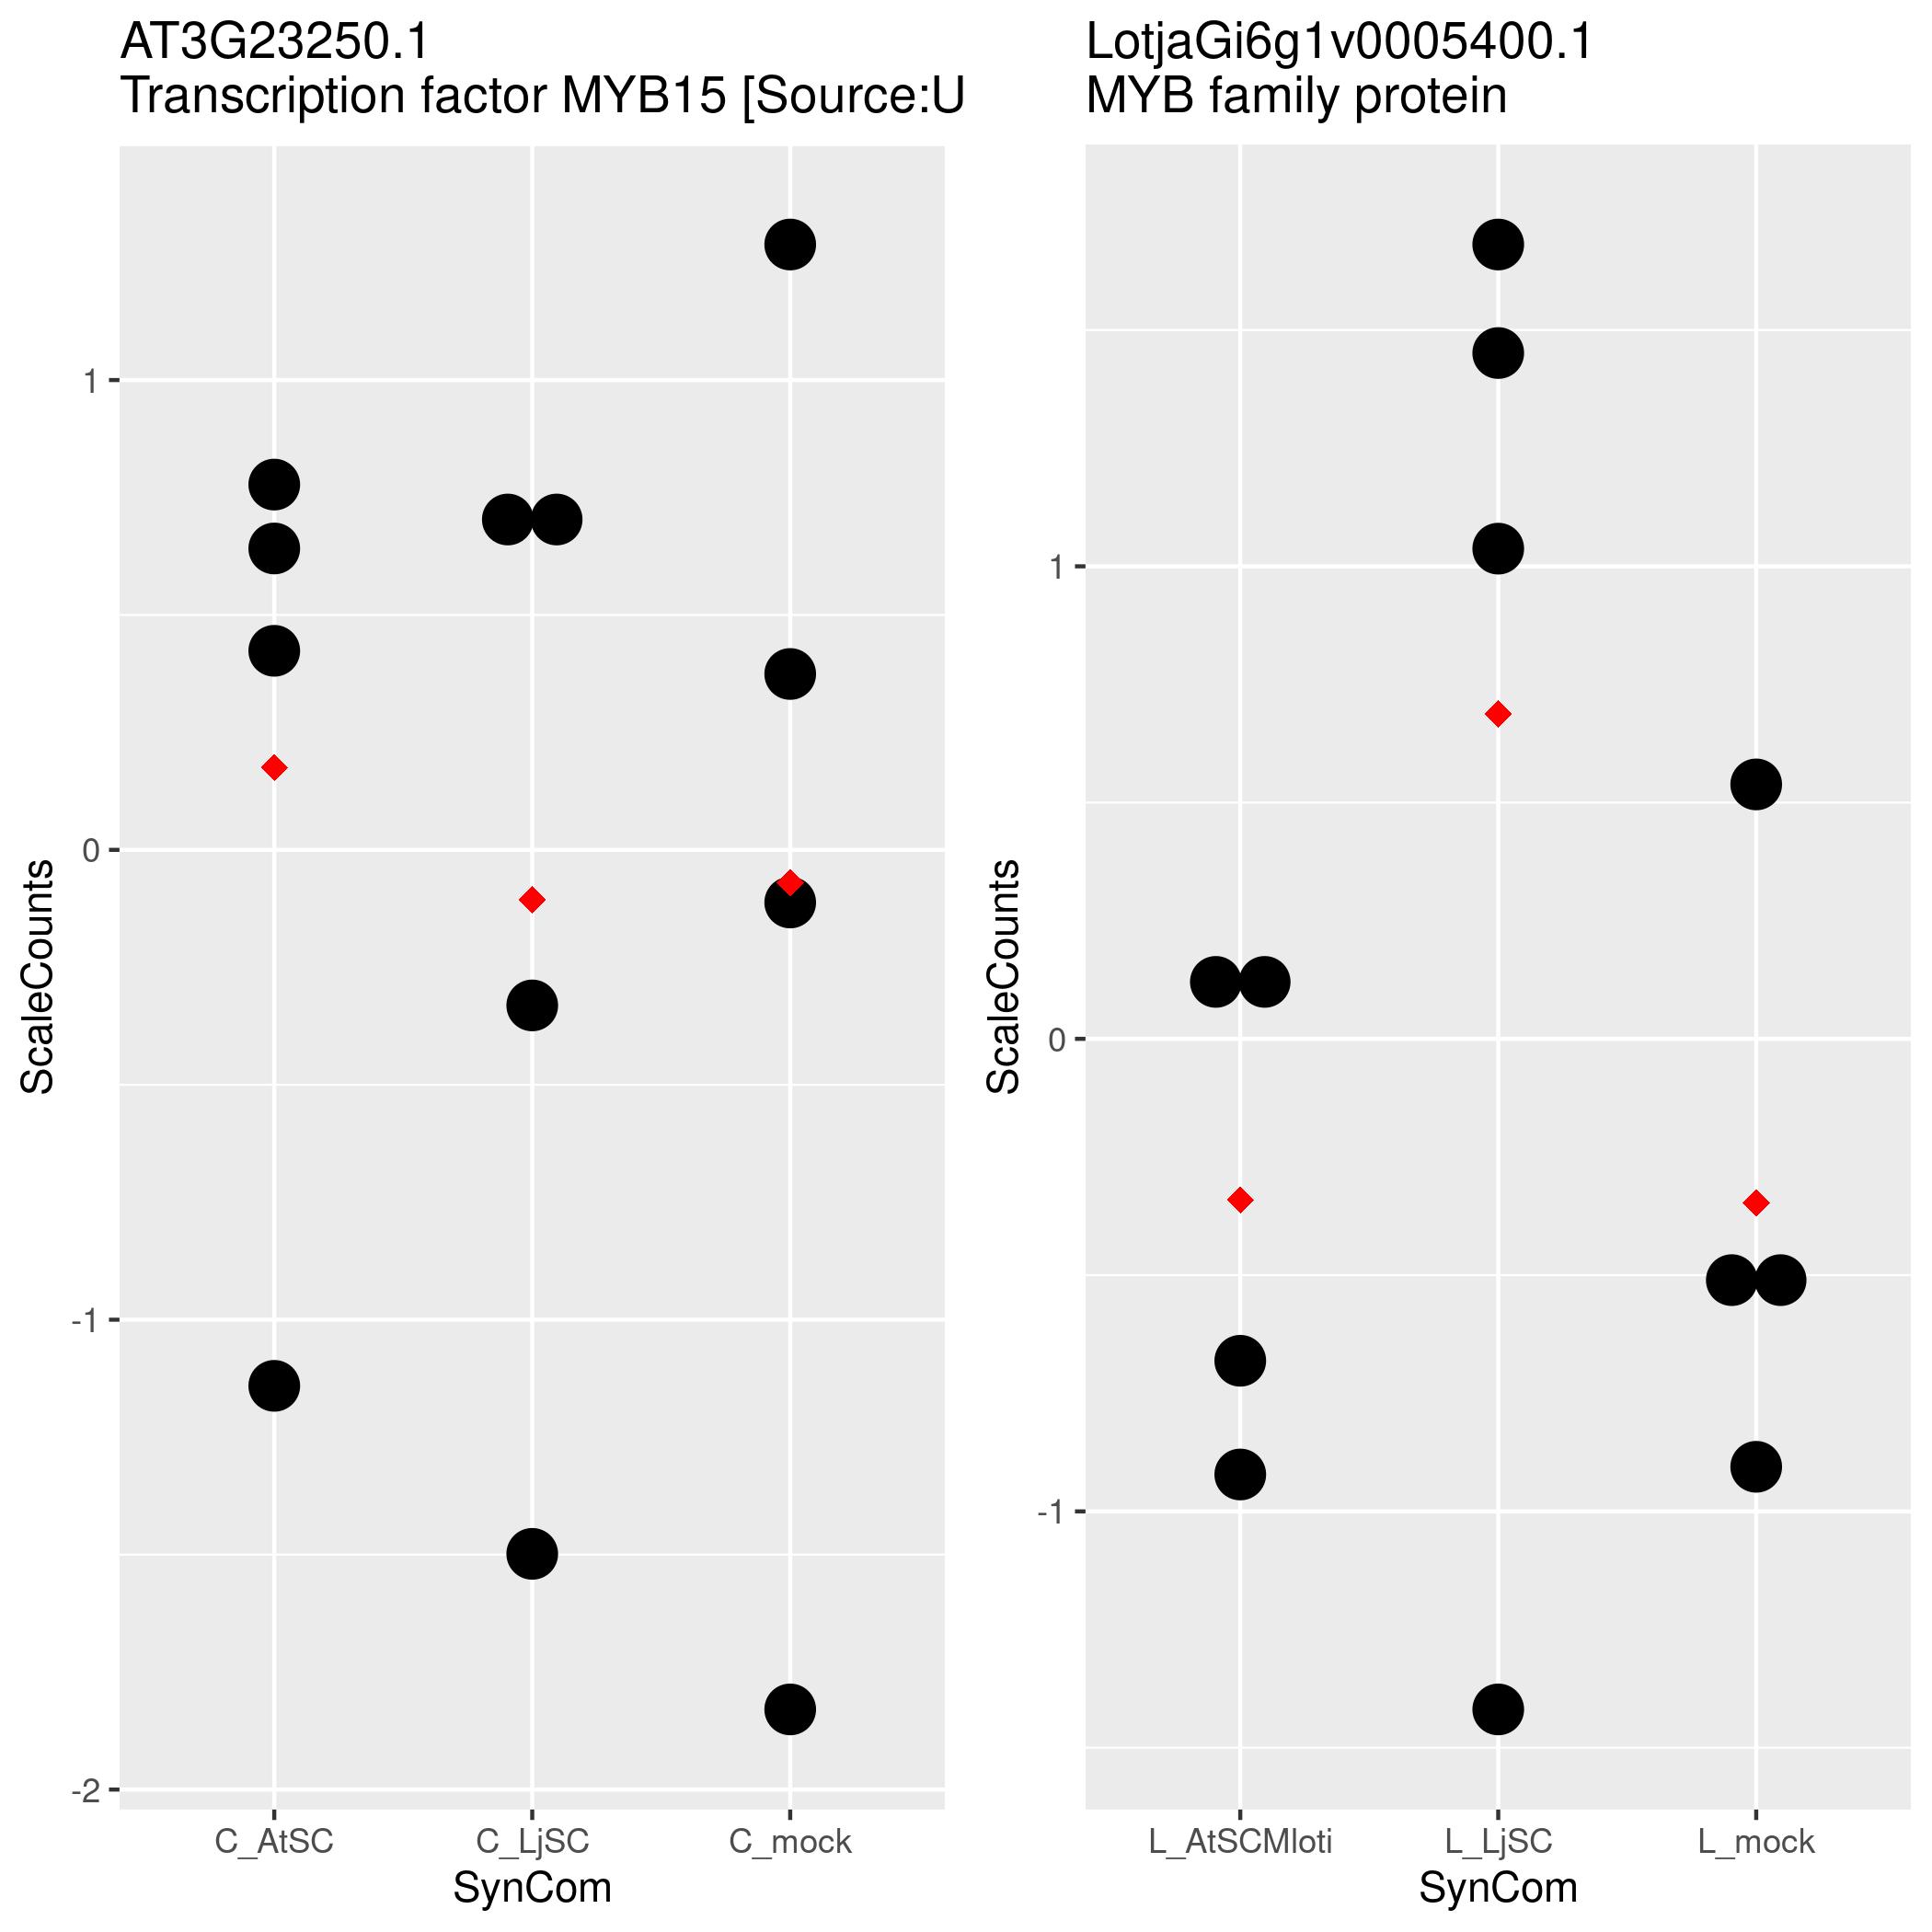 AT3G23250.1
Transcription factor MYB15 [Source:U
ScaleCounts
1
0
-1
-2
C_AtSC
C_LjSC
C_mock
SynCom
LotjaGi6g1v0005400.1
MYB family protein
ScaleCounts
1
0
-1
L_AtSCMloti
L_LjSC
L_mock
SynCom